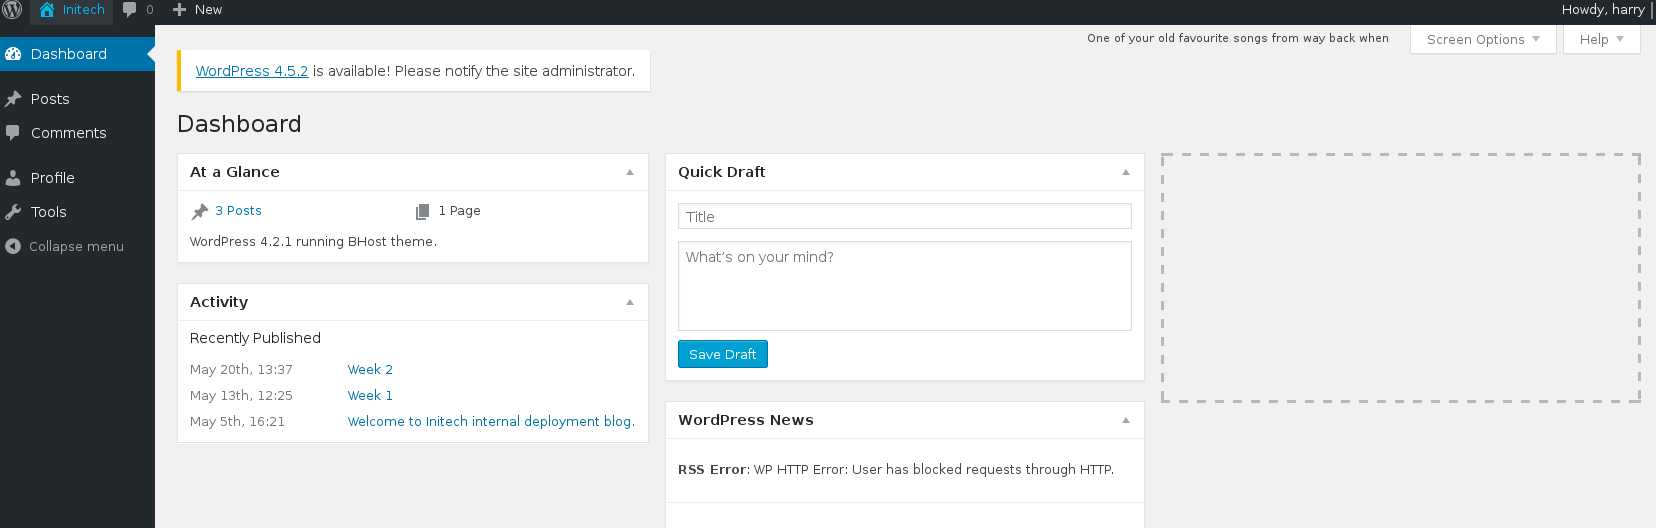 Initech 0 New Howdy, harry
Dashboard
Posts
Comments
Profile
Tools
Collapse menu
One of your old favourite songs from way back when
Screen Options
Help
WordPress 4.5.2 is available! Please notify the site administrator.
Dashboard
At a Glance
3 Posts 1 Page
WordPress 4.2.1 running BHost theme.
Activity
Recently Published
May 20th, 13:37 Week 2
May 13th, 12:25 Week 1
May 5th, 16:21 Welcome to Initech internal deployment blog.
Quick Draft
Title
What's on your mind?
Save Draft
WordPress News
RSS Error: WP HTTP Error: User has blocked requests through HTTP.